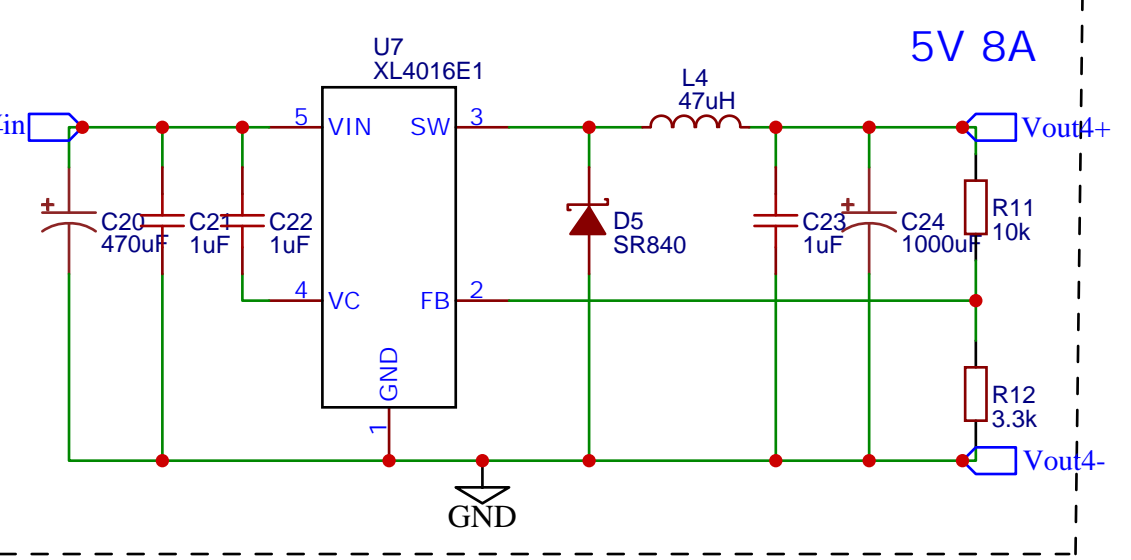 5V 8A
U7
XL4016E1
L4
47uH
in
5
VIN
SW
3
Vout4+
+
C20
470uF
C21
1uF
C22
1uF
D5
SR840
C23
1uF
+
C24
1000uF
R11
10k
4
VC
FB
2
GND
1
R12
3.3k
Vout4-
GND